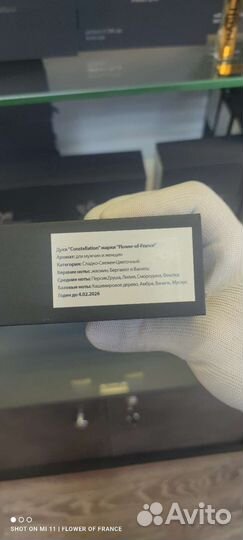 Духи "Constellation" марки "Flower-of-France"
Аромат: для мужчин и женщин
Категория: Сладко-Свежий-Цветочный
Верхние ноты: Жасмин, Бергамот и Ваниль
Средние ноты: Персик, Груша, Лилия, Смородина, Фиалка
Базовые ноты: Кашемировое дерево, Амбра, Ваниль, Мускус
Годен до 4.02.2026
SHOT ON MI 11 | FLOWER OF FRANCE
Avito